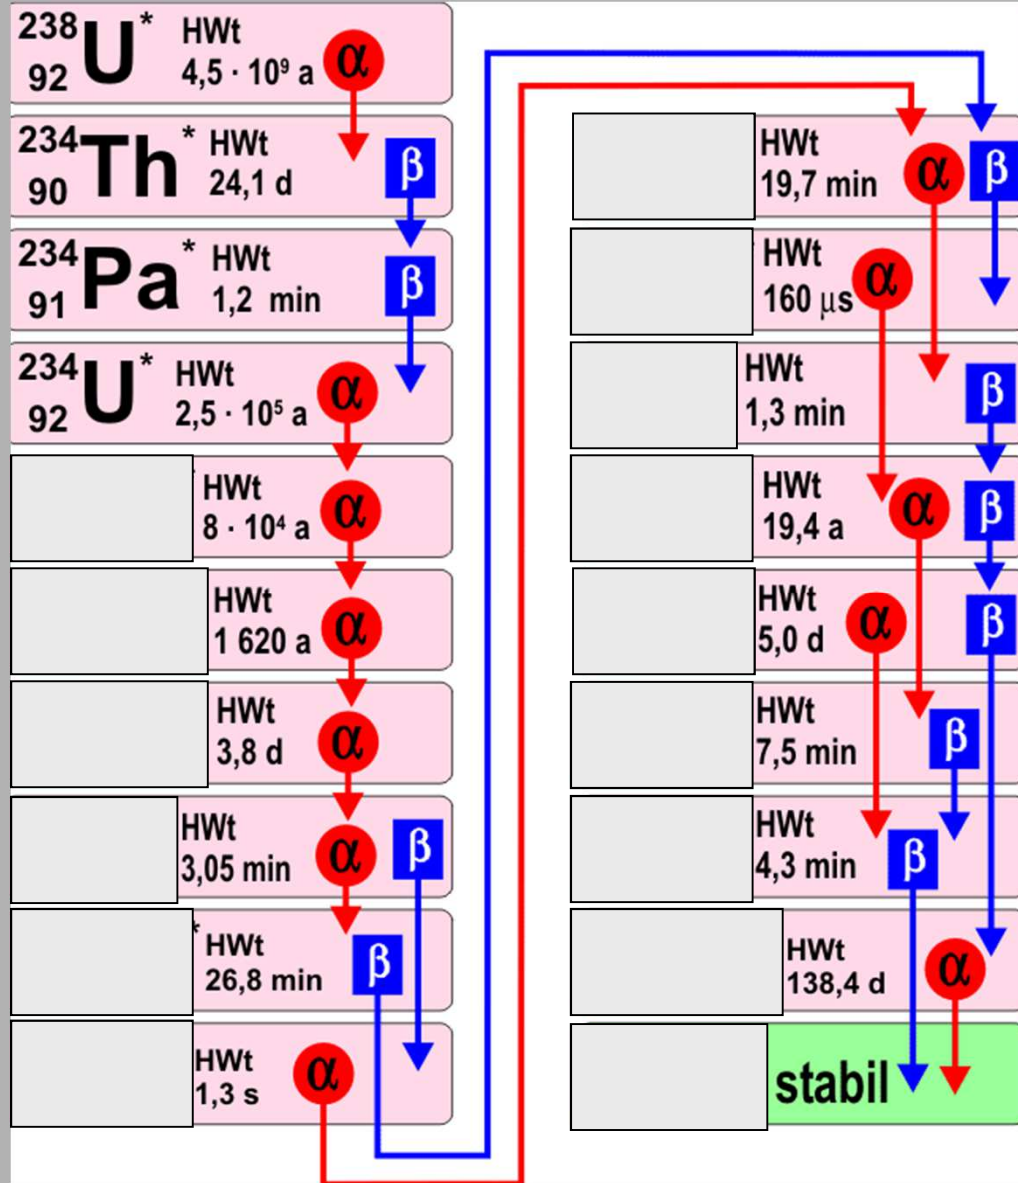 238 U * HWt
92 4,5 · 10⁹ a α
234 Th * HWt
90 24,1 d β
234 Pa * HWt
91 1,2 min β
234 U * HWt
92 2,5 · 10⁵ a α
HWt
8 · 10⁴ a α
HWt
1 620 a α
HWt
3,8 d α
HWt
3,05 min α β
* HWt
26,8 min β
HWt
1,3 s α
HWt
19,7 min α β
HWt
160 μs α
HWt
1,3 min β
HWt
19,4 a α β
HWt
5,0 d α β
HWt
7,5 min β
HWt
4,3 min β
HWt
138,4 d α
stabil